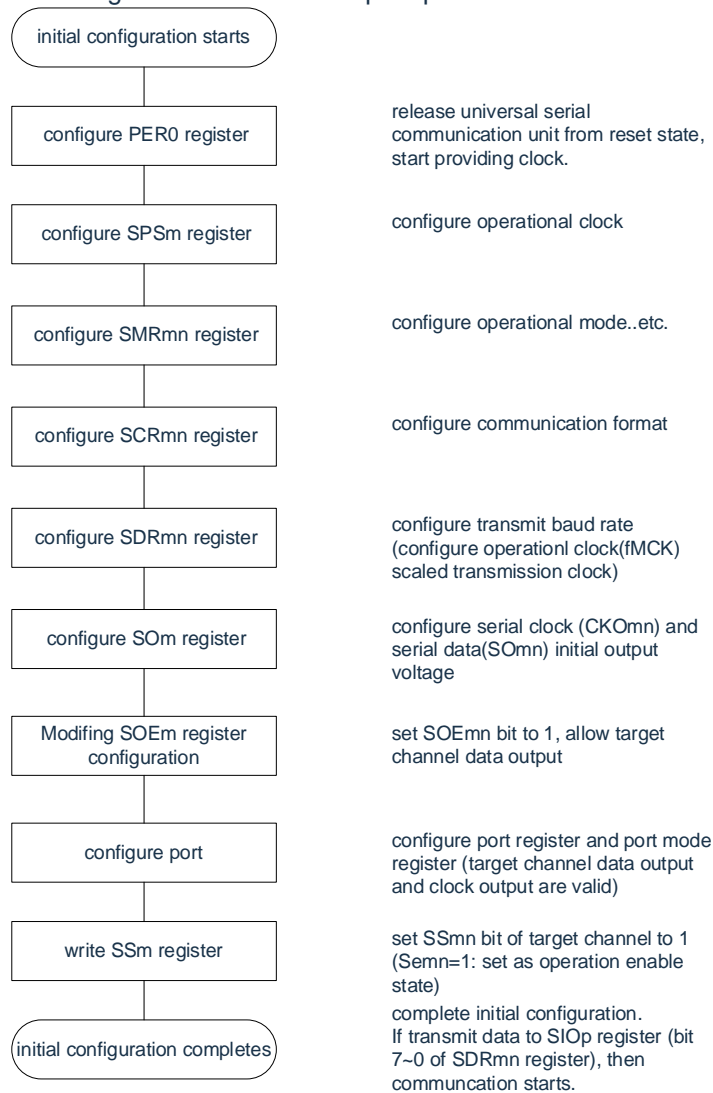 initial configuration starts
configure PER0 register
release universal serial
communication unit from reset state,
start providing clock.
configure SPSm register
configure operational clock
configure SMRmn register
configure operational mode..etc.
configure SCRmn register
configure communication format
configure SDRmn register
configure transmit baud rate
(configure operationl clock(fMCK)
scaled transmission clock)
configure SOm register
configure serial clock (CKOmn) and
serial data(SOmn) initial output
voltage
Modifing SOEm register
configuration
set SOEmn bit to 1, allow target
channel data output
configure port
configure port register and port mode
register (target channel data output
and clock output are valid)
write SSm register
set SSmn bit of target channel to 1
(Semn=1: set as operation enable
state)
initial configuration completes
complete initial configuration.
If transmit data to SIOp register (bit
7~0 of SDRmn register), then
communcation starts.